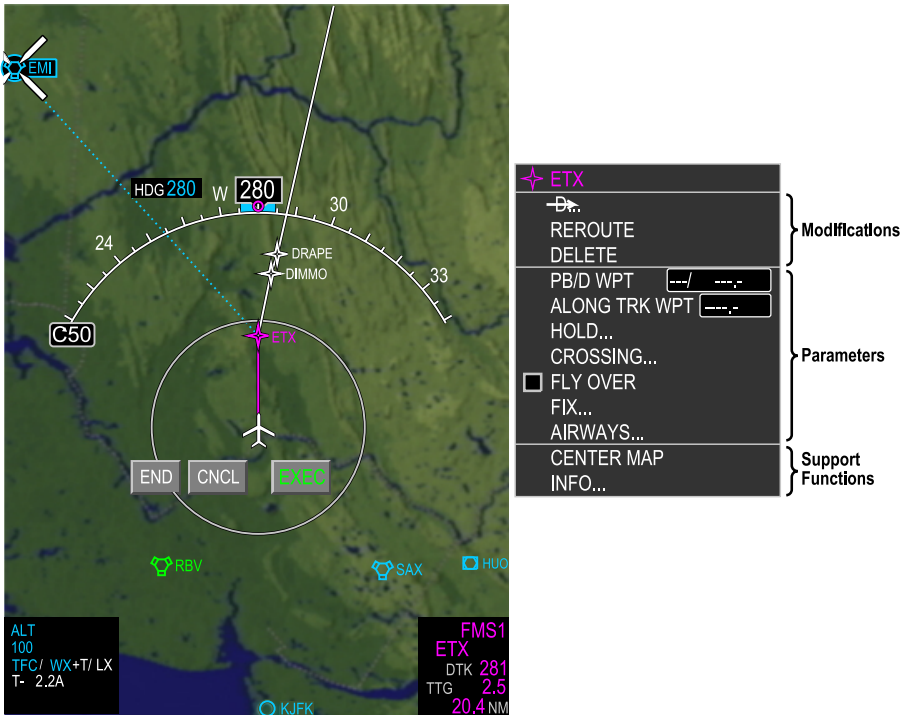 EMI
HDG 280
W
280
30
24
33
DRAPE
DIMMO
C50
ETX
END
CNCL
EXEC
RBV
SAX
HUO
ALT
100
TFC/ WX+T/ LX
T- 2.2A
KJFK
FMS1
ETX
DTK 281
TTG 2.5
20.4 NM
ETX
D...
REROUTE
DELETE
Modifications
PB/D WPT ---/ ---.-
ALONG TRK WPT ----.-
HOLD...
CROSSING...
FLY OVER
FIX...
AIRWAYS...
Parameters
CENTER MAP
INFO...
Support
Functions